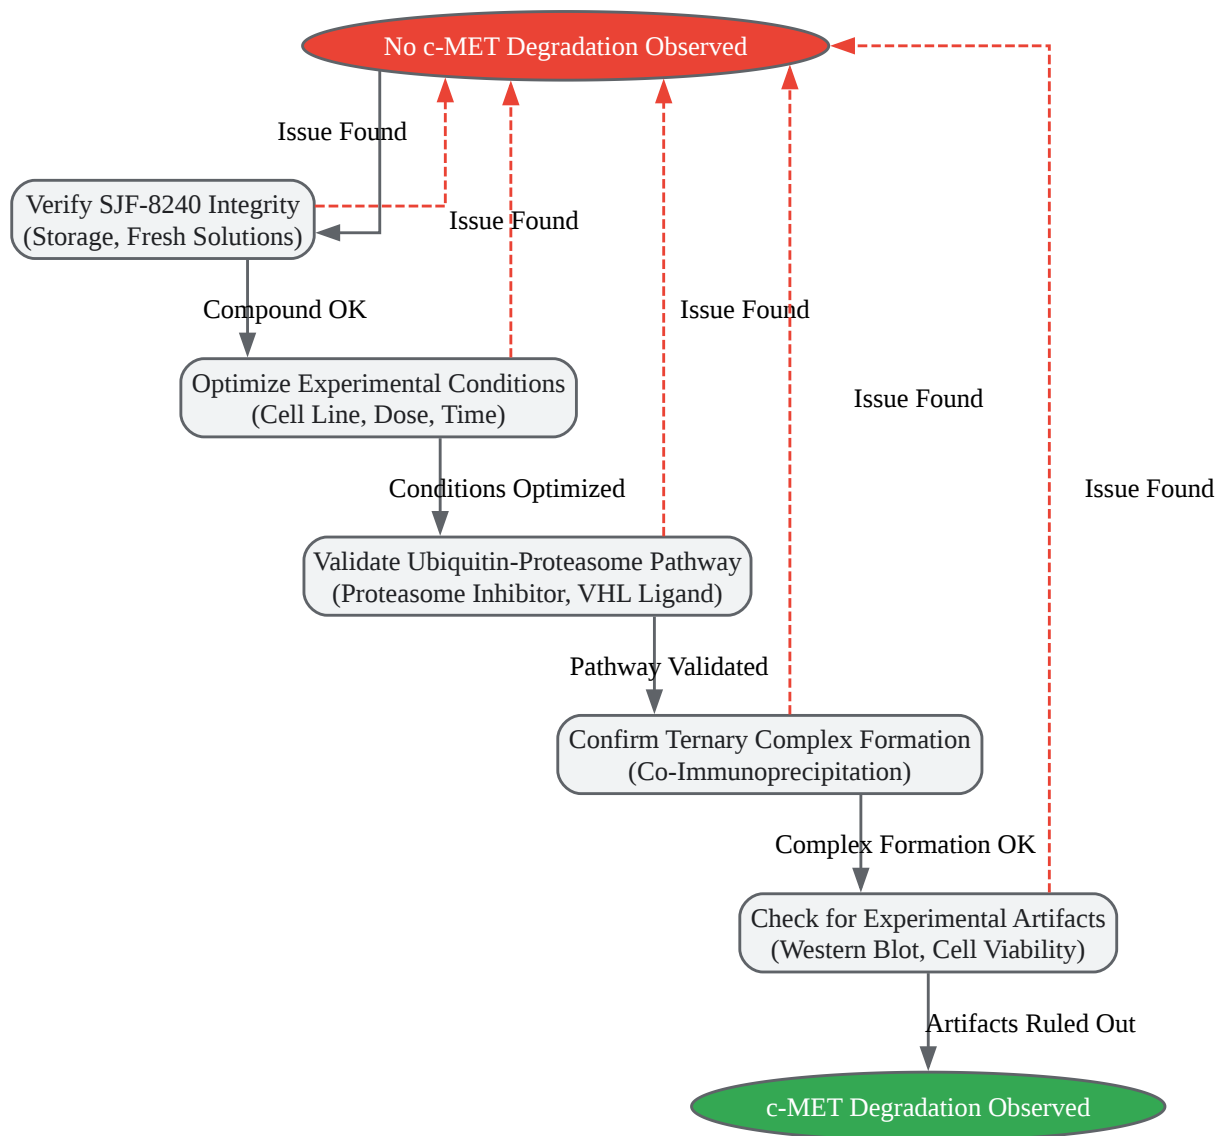 No c-MET Degradation Observed
Issue Found
Verify SJF-8240 Integrity
(Storage, Fresh Solutions)
Issue Found
Compound OK
Issue Found
Optimize Experimental Conditions
(Cell Line, Dose, Time)
Issue Found
Conditions Optimized
Issue Found
Validate Ubiquitin-Proteasome Pathway
(Proteasome Inhibitor, VHL Ligand)
Pathway Validated
Confirm Ternary Complex Formation
(Co-Immunoprecipitation)
Complex Formation OK
Check for Experimental Artifacts
(Western Blot, Cell Viability)
Artifacts Ruled Out
c-MET Degradation Observed